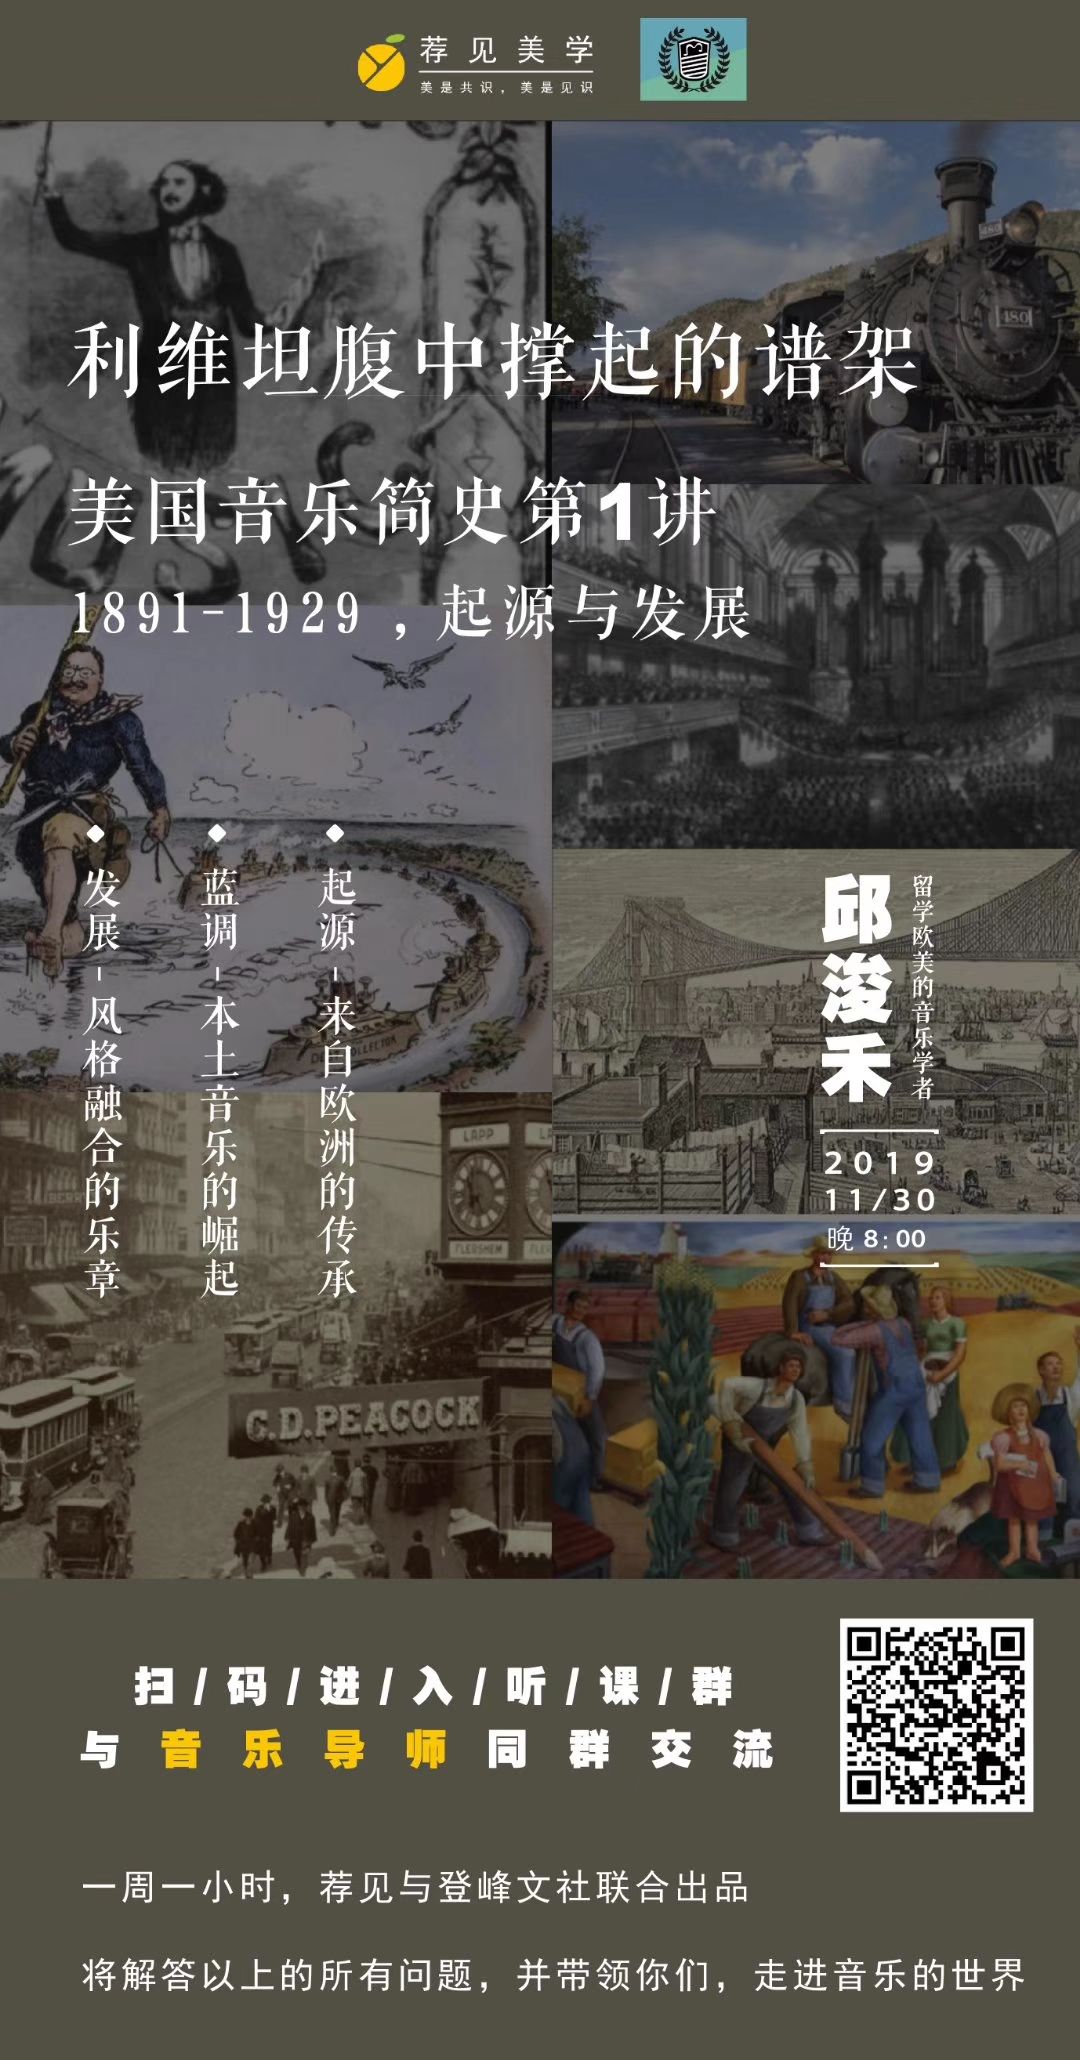 荐见美学
美是共识，美是见识
480
480
利维坦腹中撑起的谱架
美国音乐简史第1讲
1891-1929，起源与发展
起源-来自欧洲的传承
蓝调-本土音乐的崛起
发展-风格融合的乐章
留学欧美的音乐学者
邱浚禾
2019
11/30
晚 8:00
LAPP
FLERSHEM
C.D.PEACOCK
扫/码/进/入/听/课/群
与音乐导师同群交流
一周一小时，荐见与登峰文社联合出品
将解答以上的所有问题，并带领你们，走进音乐的世界